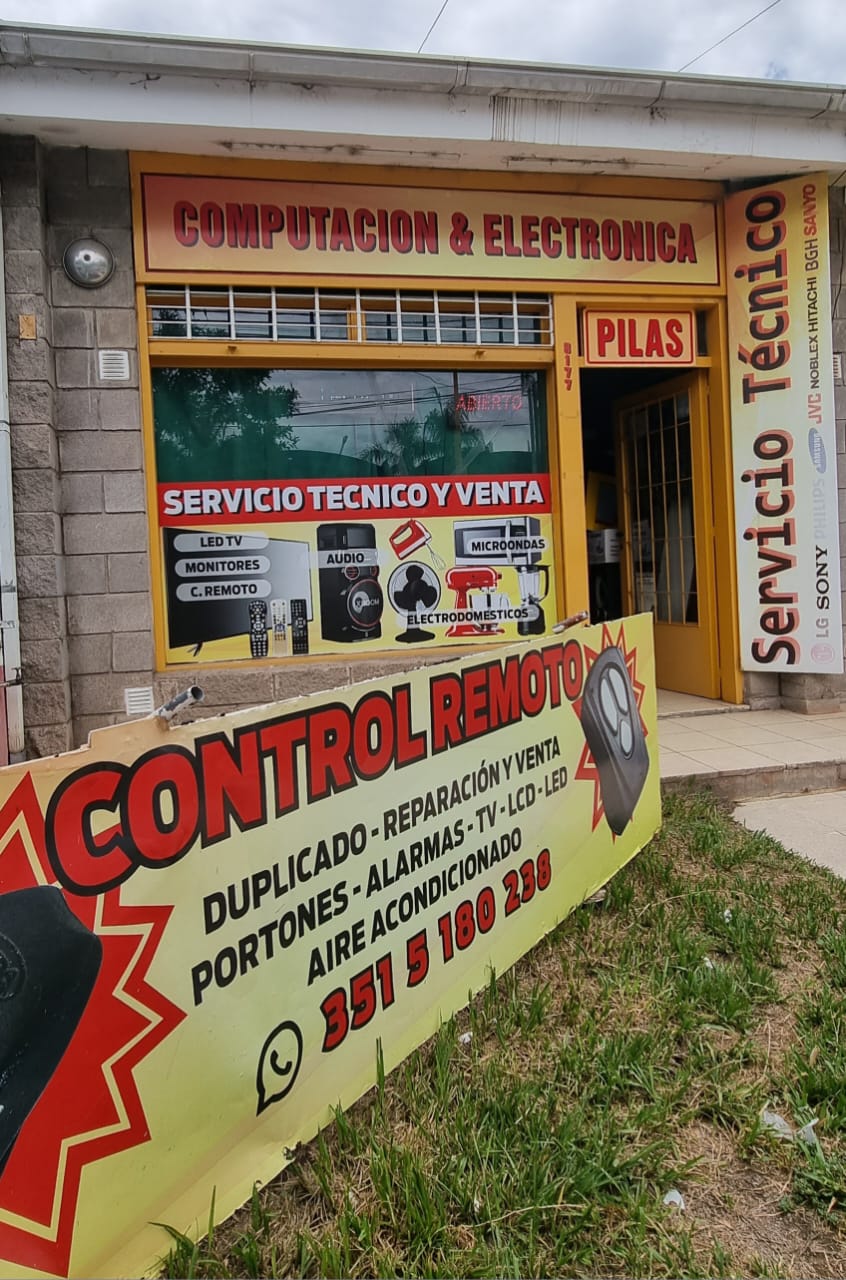 COMPUTACION & ELECTRONICA
PILAS
8177
ABIERTO
SERVICIO TECNICO Y VENTA
LED TV
MONITORES
C. REMOTO
AUDIO
XBOOM
MICROONDAS
ELECTRODOMESTICOS
Servicio Técnico
LG SONY PHILIPS SAMSUNG JVC NOBLEX HITACHI BGH SANYO
CONTROL REMOTO
DUPLICADO - REPARACIÓN Y VENTA
PORTONES - ALARMAS - TV - LCD - LED
AIRE ACONDICIONADO
351 5 180 238